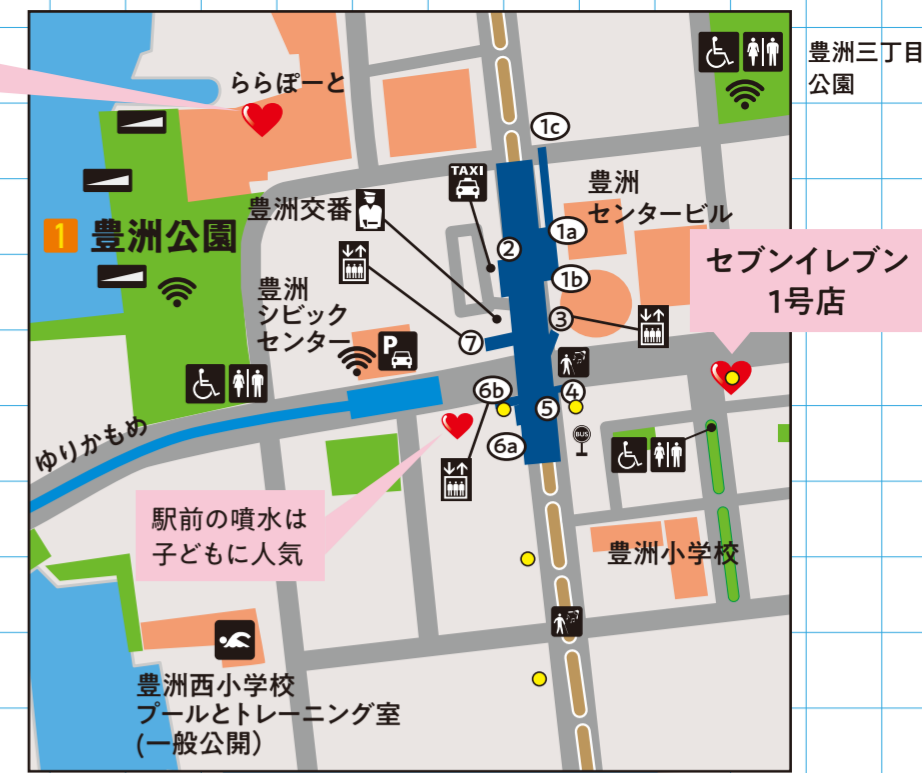 豊洲三丁目
公園
ららぽーと
1c
TAXI
豊洲
センタービル
豊洲交番
1 豊洲公園
2
1a
セブンイレブン
1号店
1b
豊洲
シビック
センター
3
7
P
6b
4
5
BUS
6a
ゆりかもめ
駅前の噴水は
子どもに人気
豊洲小学校
豊洲西小学校
プールとトレーニング室
(一般公開)